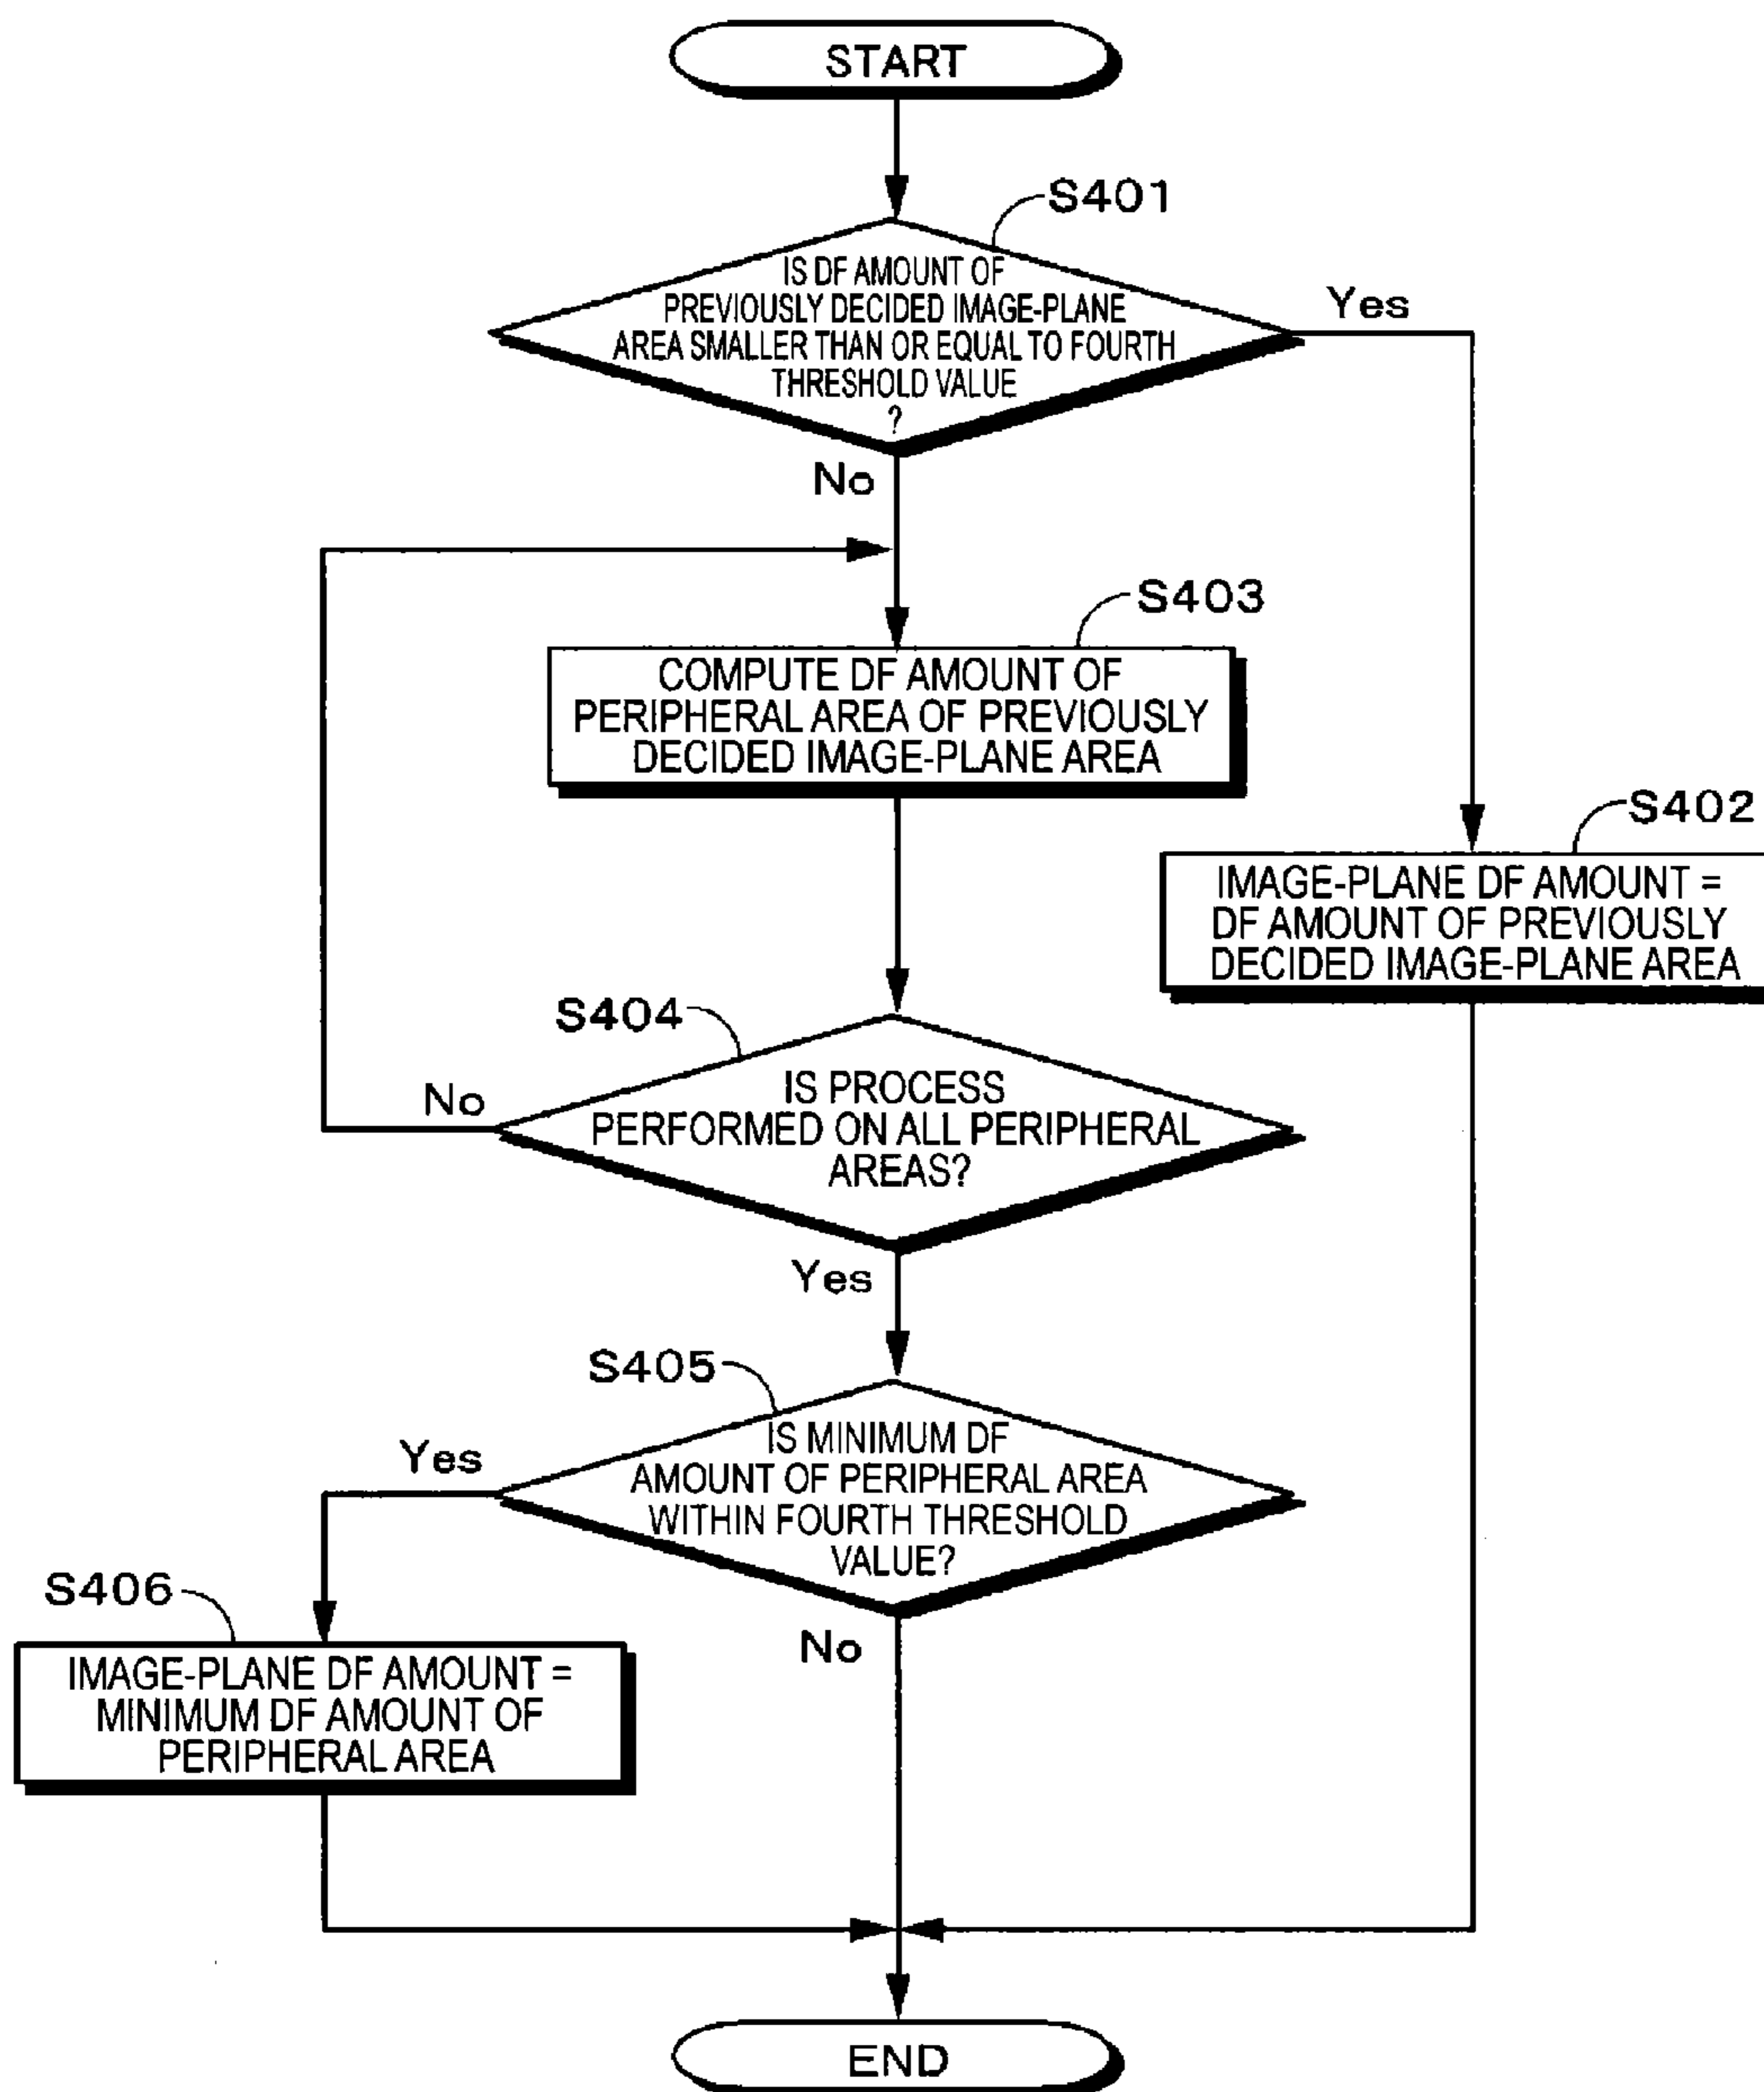 START
S401
IS DF AMOUNT OF
PREVIOUSLY DECIDED IMAGE-PLANE
AREA SMALLER THAN OR EQUAL TO FOURTH
THRESHOLD VALUE
?
Yes
No
S403
COMPUTE DF AMOUNT OF
PERIPHERAL AREA OF PREVIOUSLY
DECIDED IMAGE-PLANE AREA
S402
IMAGE-PLANE DF AMOUNT =
DF AMOUNT OF PREVIOUSLY
DECIDED IMAGE-PLANE AREA
S404
No
IS PROCESS
PERFORMED ON ALL PERIPHERAL
AREAS?
Yes
S405
Yes
IS MINIMUM DF
AMOUNT OF PERIPHERAL AREA
WITHIN FOURTH THRESHOLD
VALUE?
No
S406
IMAGE-PLANE DF AMOUNT =
MINIMUM DF AMOUNT OF
PERIPHERAL AREA
END